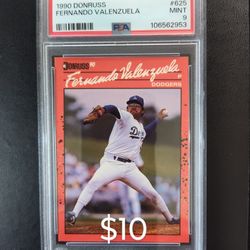 1990 DONRUSS #625
FERNANDO VALENZUELA MINT
PSA 9
106562953
DONRUSS '90
Fernando Valenzuela
P
DODGERS
$10